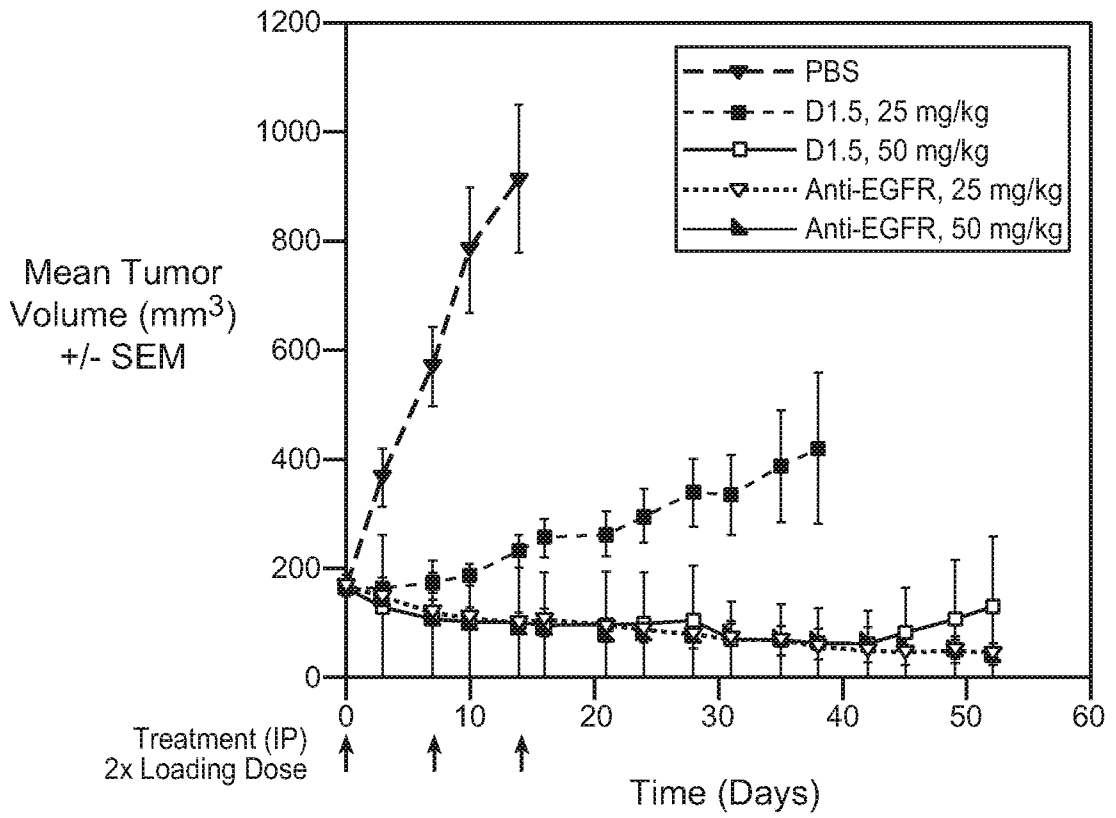 1200
1000
800
600
400
200
0
Mean Tumor
Volume (mm3)
+/- SEM
PBS
D1.5, 25 mg/kg
D1.5, 50 mg/kg
Anti-EGFR, 25 mg/kg
Anti-EGFR, 50 mg/kg
0 10 20 30 40 50 60
Treatment (IP)
2x Loading Dose
Time (Days)